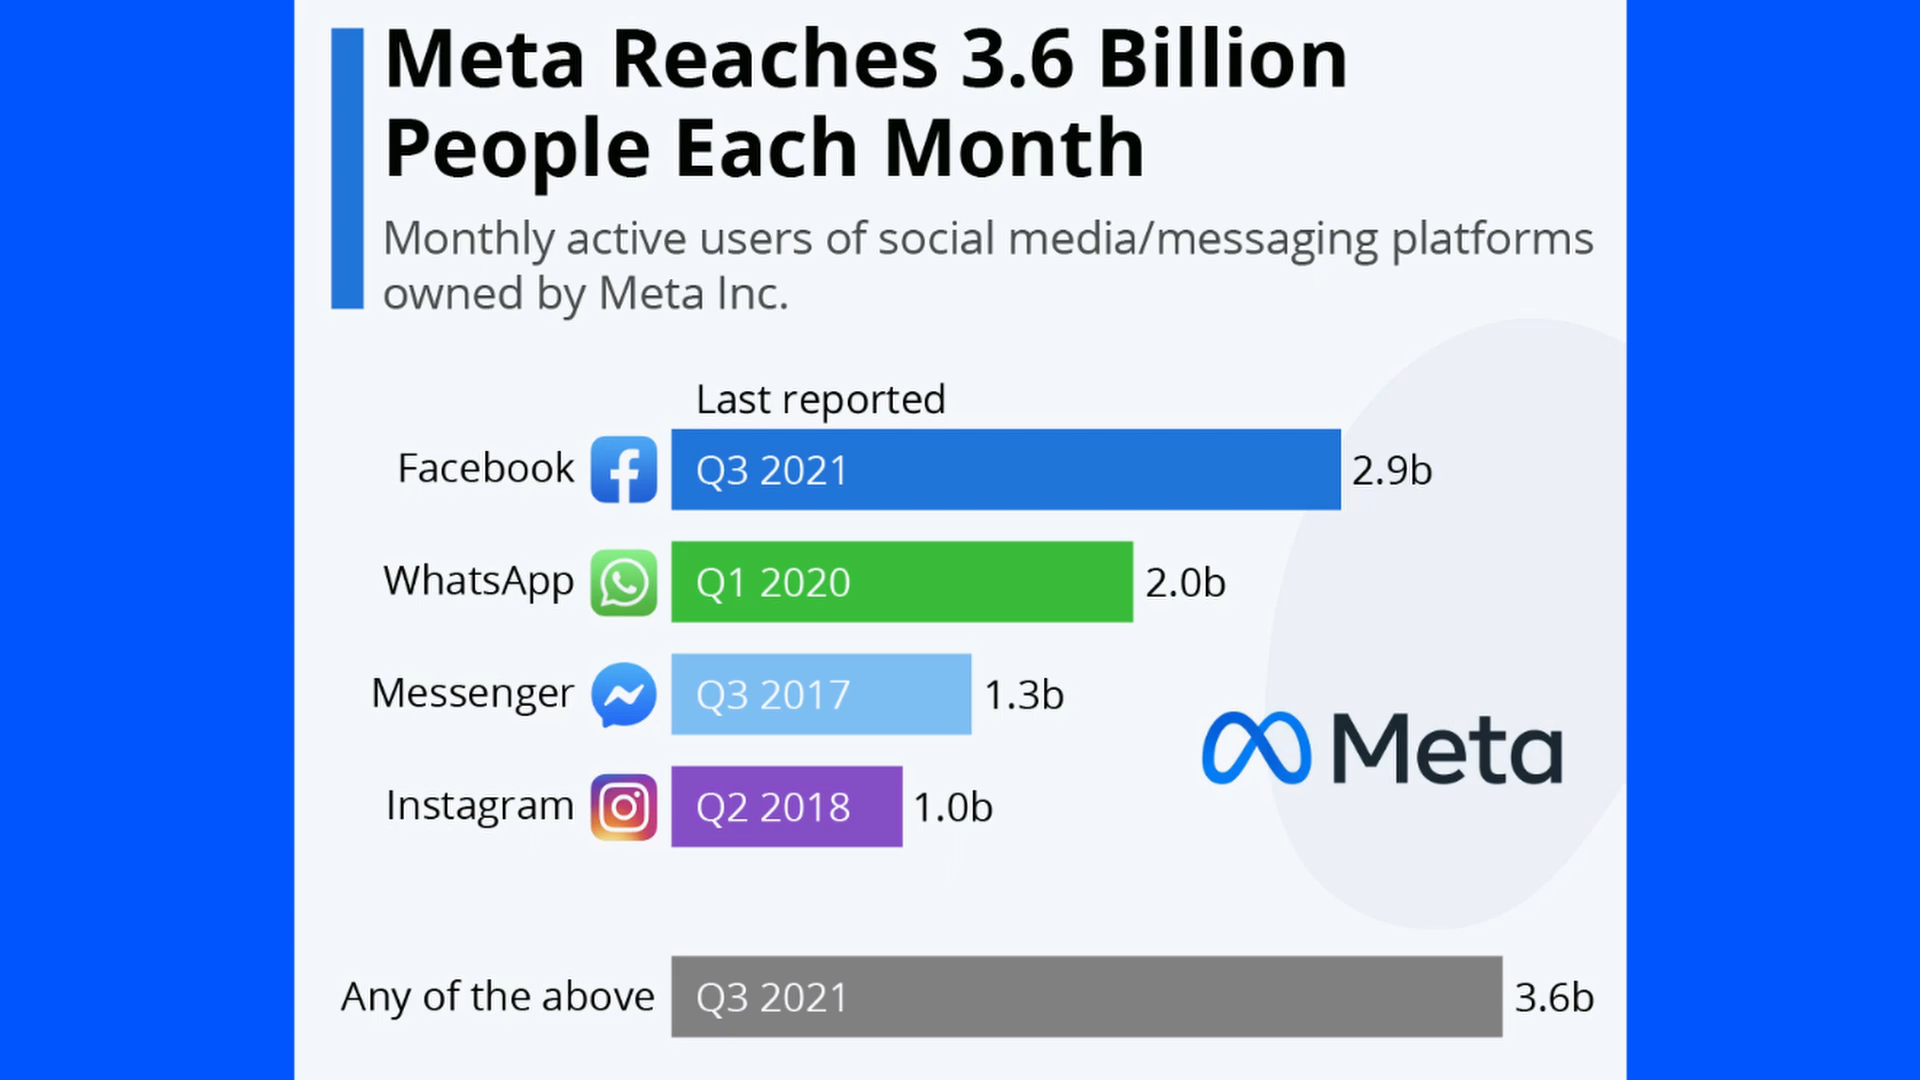 Meta Reaches 3.6 Billion
People Each Month
Monthly active users of social media/messaging platforms
owned by Meta Inc.
Last reported
Facebook Q3 2021 2.9b
WhatsApp Q1 2020 2.0b
Messenger Q3 2017 1.3b
Instagram Q2 2018 1.0b
Meta
Any of the above Q3 2021 3.6b